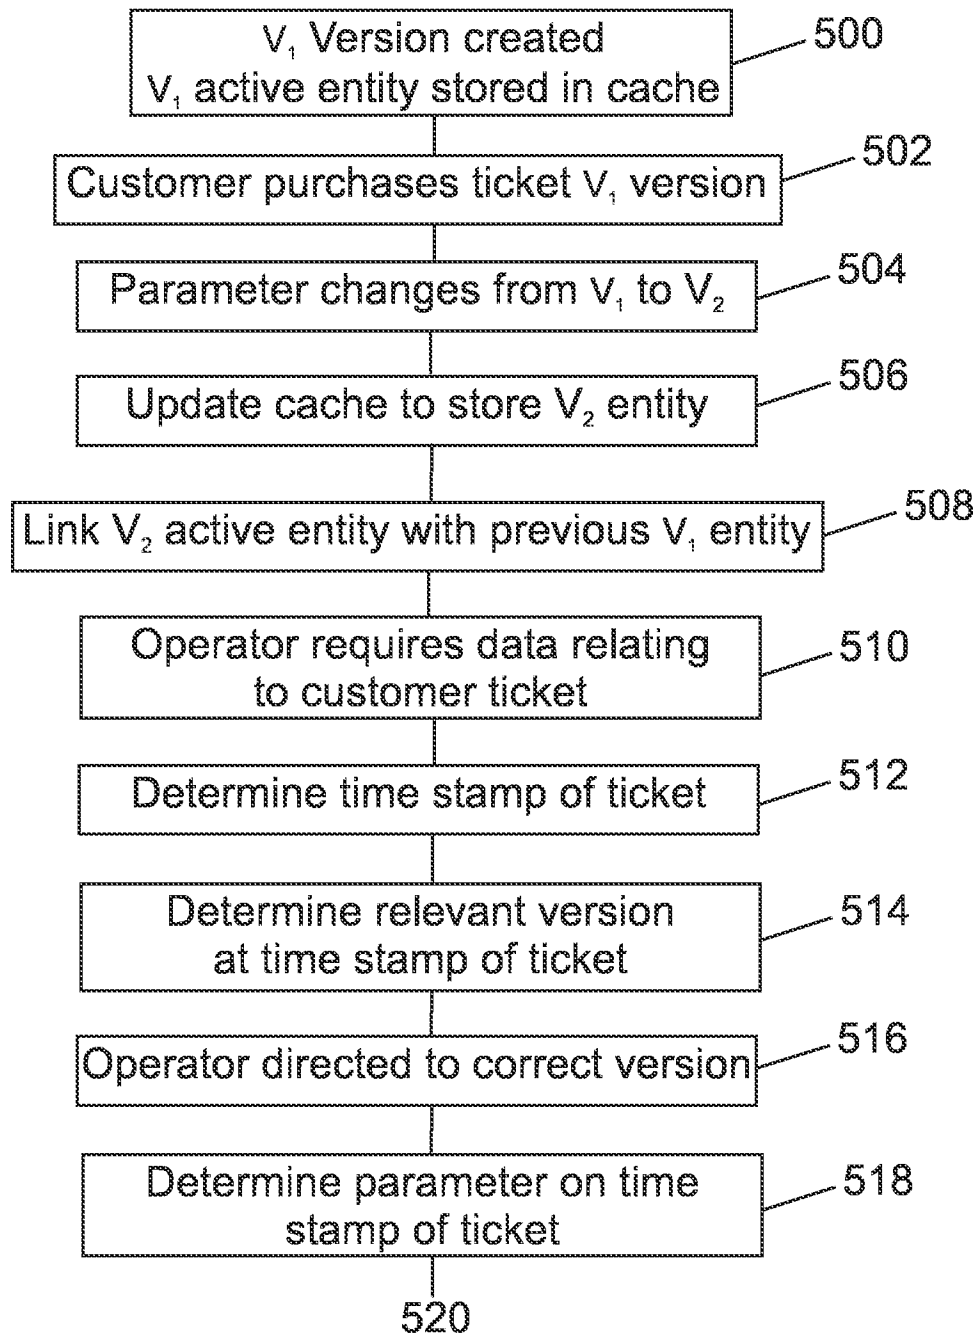 V₁ Version created
V₁ active entity stored in cache
500
Customer purchases ticket V₁ version
502
Parameter changes from V₁ to V₂
504
Update cache to store V₂ entity
506
Link V₂ active entity with previous V₁ entity
508
Operator requires data relating
to customer ticket
510
Determine time stamp of ticket
512
Determine relevant version
at time stamp of ticket
514
Operator directed to correct version
516
Determine parameter on time
stamp of ticket
518
520